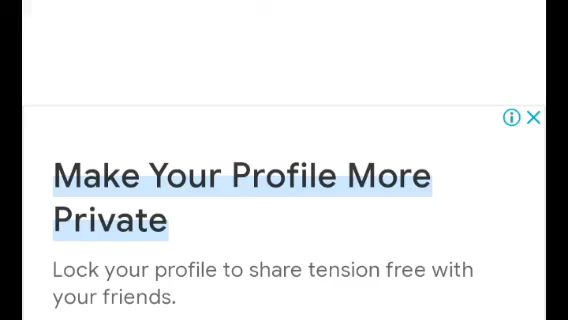 Make Your Profile More
Private
Lock your profile to share tension free with
your friends.